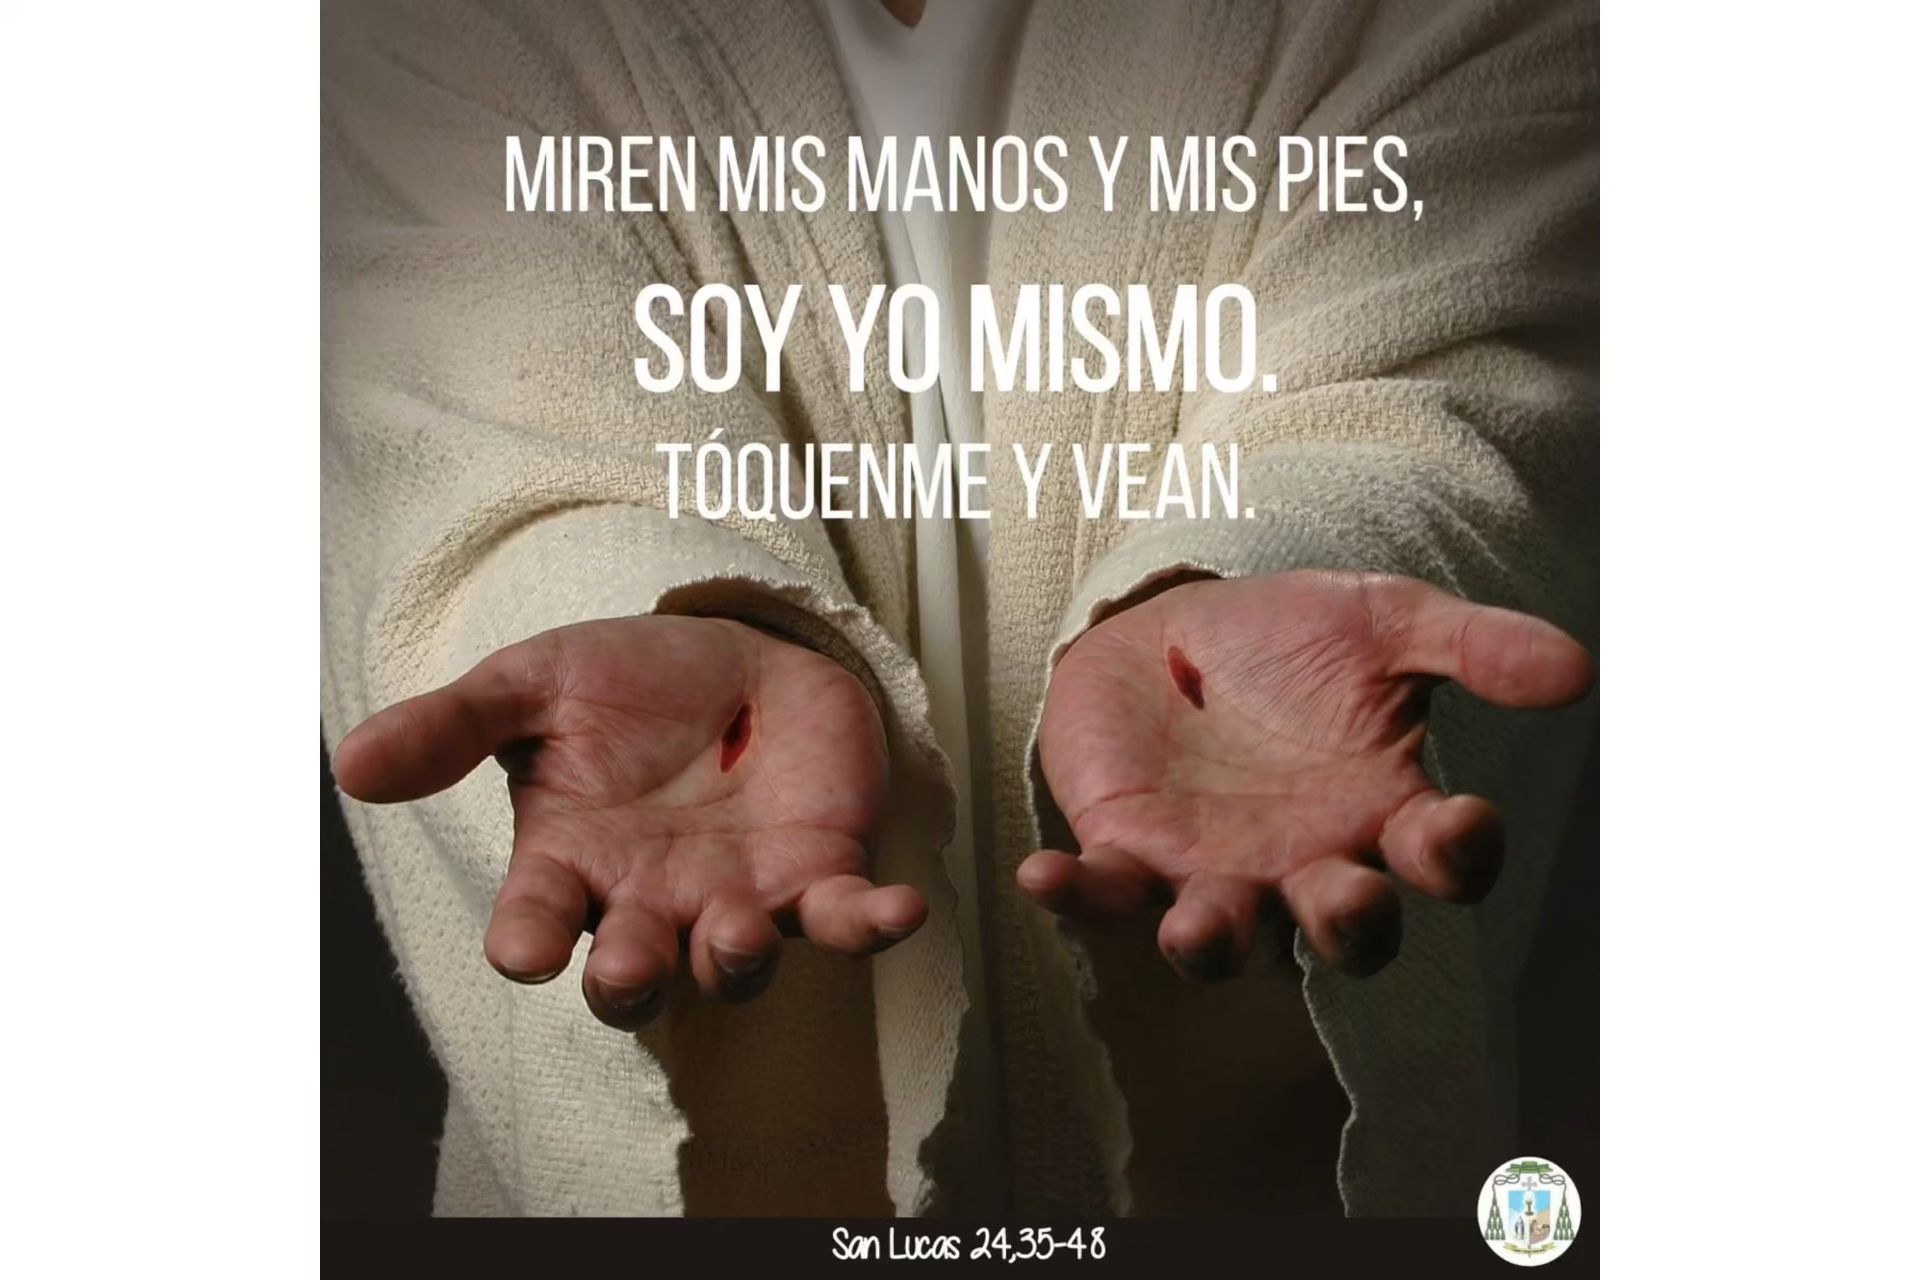 MIREN MIS MANOS Y MIS PIES,
SOY YO MISMO.
TÓQUENME Y VEAN.
San Lucas 24,35-48